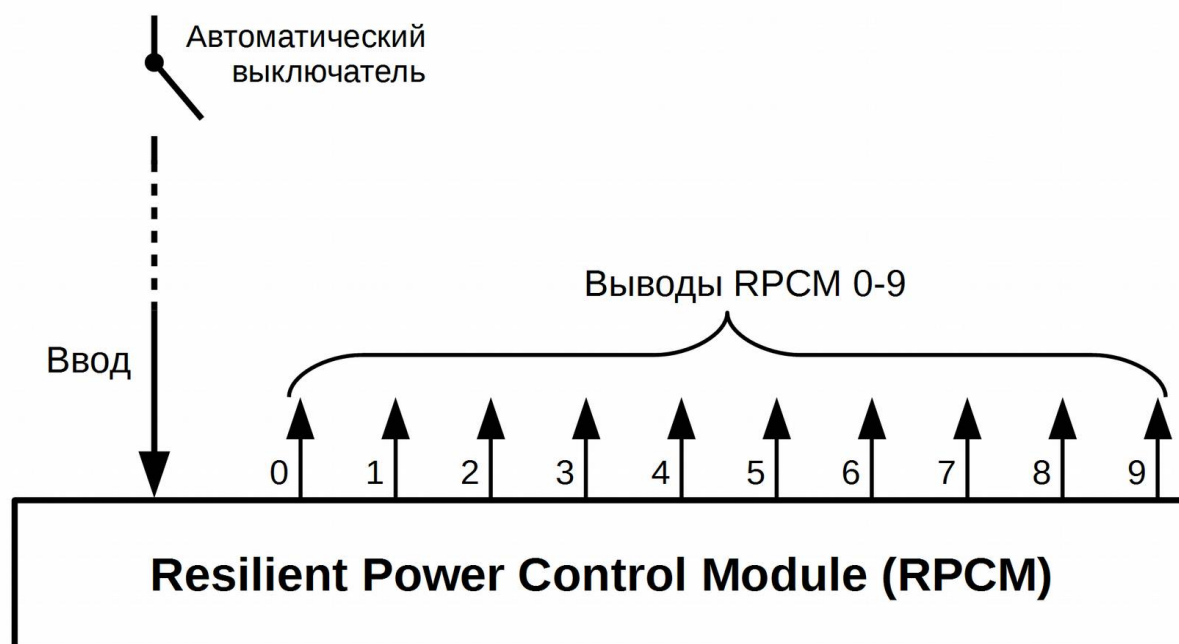 Автоматический
выключатель
Выводы RPCM 0-9
Ввод
0 1 2 3 4 5 6 7 8 9
Resilient Power Control Module (RPCM)